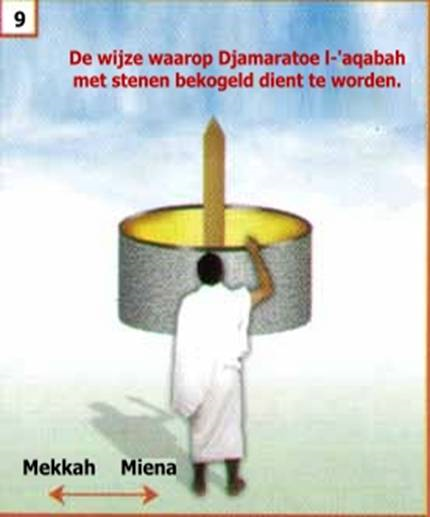 9
De wijze waarop Djamaratoe l-'aqabah
met stenen bekogeld dient te worden.
Mekkah Miena